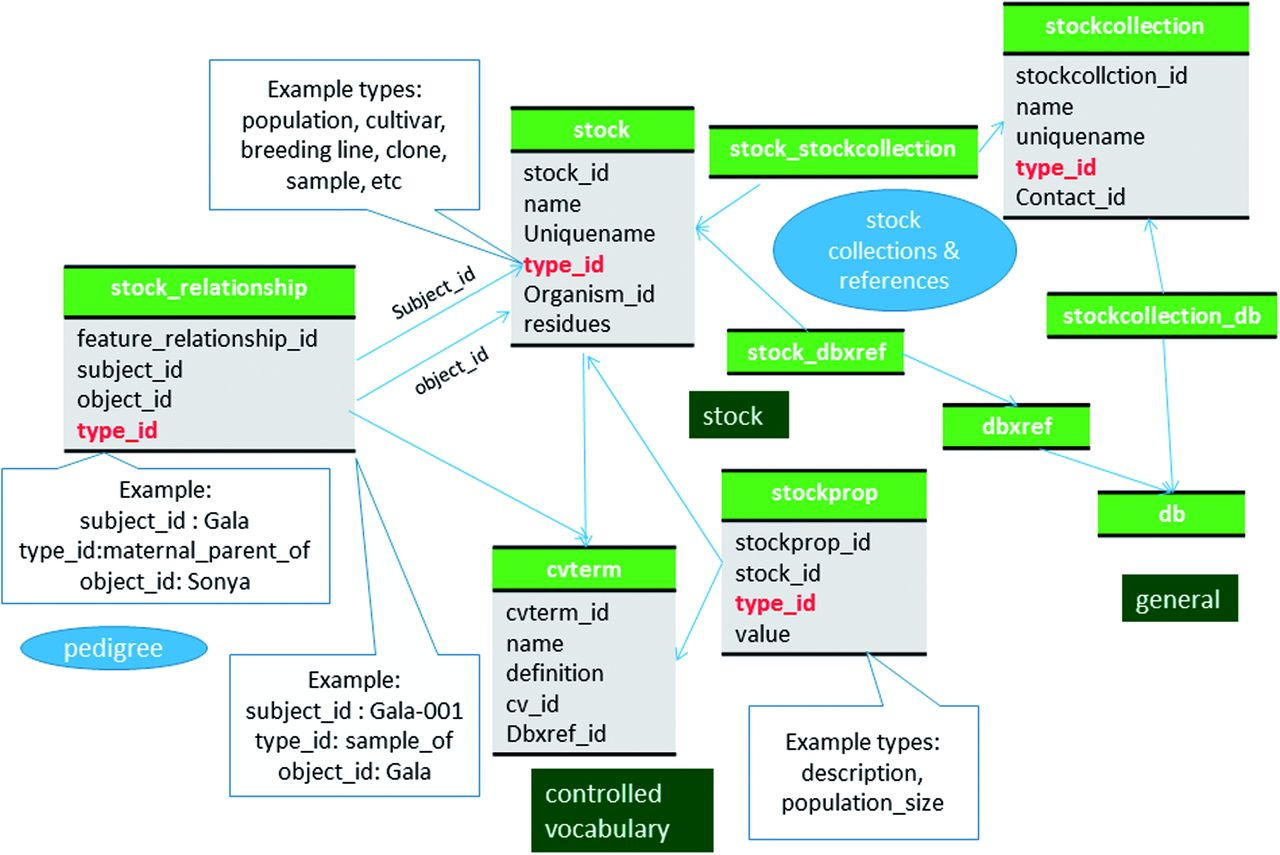 stockcollection
stockcollction_id
name
uniquename
type_id
Contact_id
Example types:
population, cultivar,
breeding line, clone,
sample, etc
stock
stock_id
name
Uniquename
type_id
Organism_id
residues
stock_stockcollection
stock
collections &
references
stock_relationship
feature_relationship_id
subject_id
object_id
type_id
Subject_id
object_id
stockcollection_db
stock_dbxref
stock
dbxref
db
general
Example:
subject_id : Gala
type_id:maternal_parent_of
object_id: Sonya
pedigree
Example:
subject_id : Gala-001
type_id: sample_of
object_id: Gala
cvterm
cvterm_id
name
definition
cv_id
Dbxref_id
controlled
vocabulary
stockprop
stockprop_id
stock_id
type_id
value
Example types:
description,
population_size